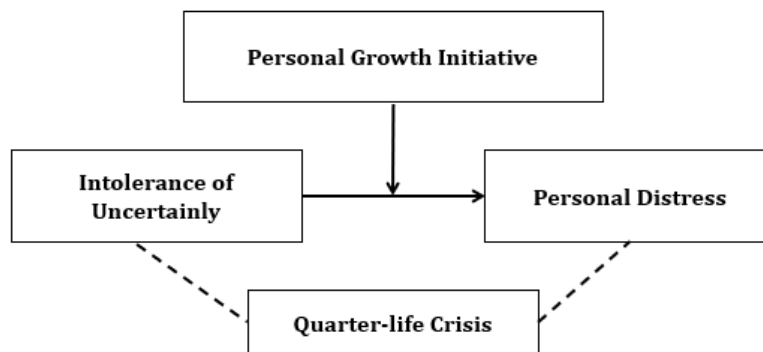 Personal Growth Initiative
Intolerance of
Uncertainly
Personal Distress
Quarter-life Crisis